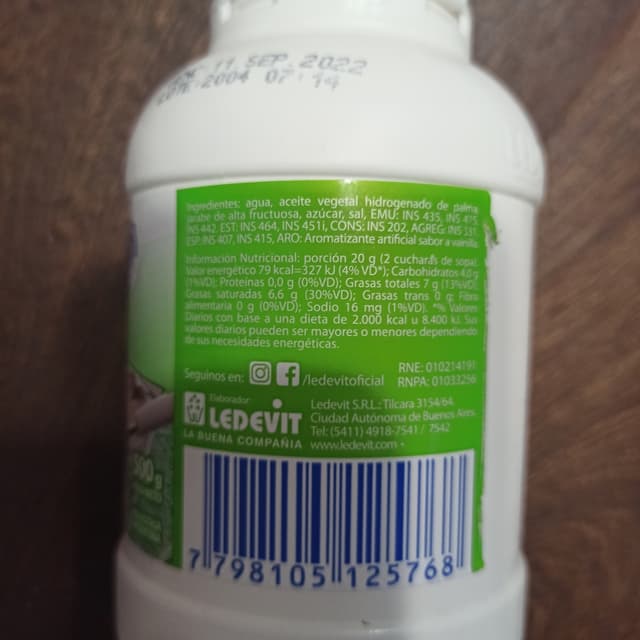 11 SEP. 2022
LOTE: 2004 07:14
Ingredientes: agua, aceite vegetal hidrogenado de palma,
jarabe de alta fructuosa, azúcar, sal, EMU: INS 435, INS
INS 442 EST: INS 464, INS 451i, CONS: INS 202, AGREG: INS 331
ESP: INS 407, INS 415, ARO: Aromatizante artificial sabor a vainilla.
Información Nutricional: porción 20 g (2 cucharas de sopa)
Valor energético 79 kcal=327 kJ (4% VD*); Carbohidratos 4,0 g
(1%VD); Proteínas 0,0 g (0%VD); Grasas totales 7 g (13%VD)
Grasas saturadas 6,6 g (30%VD); Grasas trans 0 g; Fibra
alimentaria 0 g (0%VD); Sodio 16 mg (1%VD). *% Valores
Diarios con base a una dieta de 2.000 kcal u 8.400 kJ. Sus
valores diarios pueden ser mayores o menores dependiendo
de sus necesidades energéticas.
Seguinos en: /ledevitoficial
RNE: 010214191
RNPA: 01033256
Elaborador
LEDEVIT
LA BUENA COMPAÑIA
Ledevit S.R.L.: Tilcara 3154/64.
Ciudad Autónoma de Buenos Aires.
Tel: (5411) 4918-7541 / 7542
www.ledevit.com
500 g
7 798105 125768